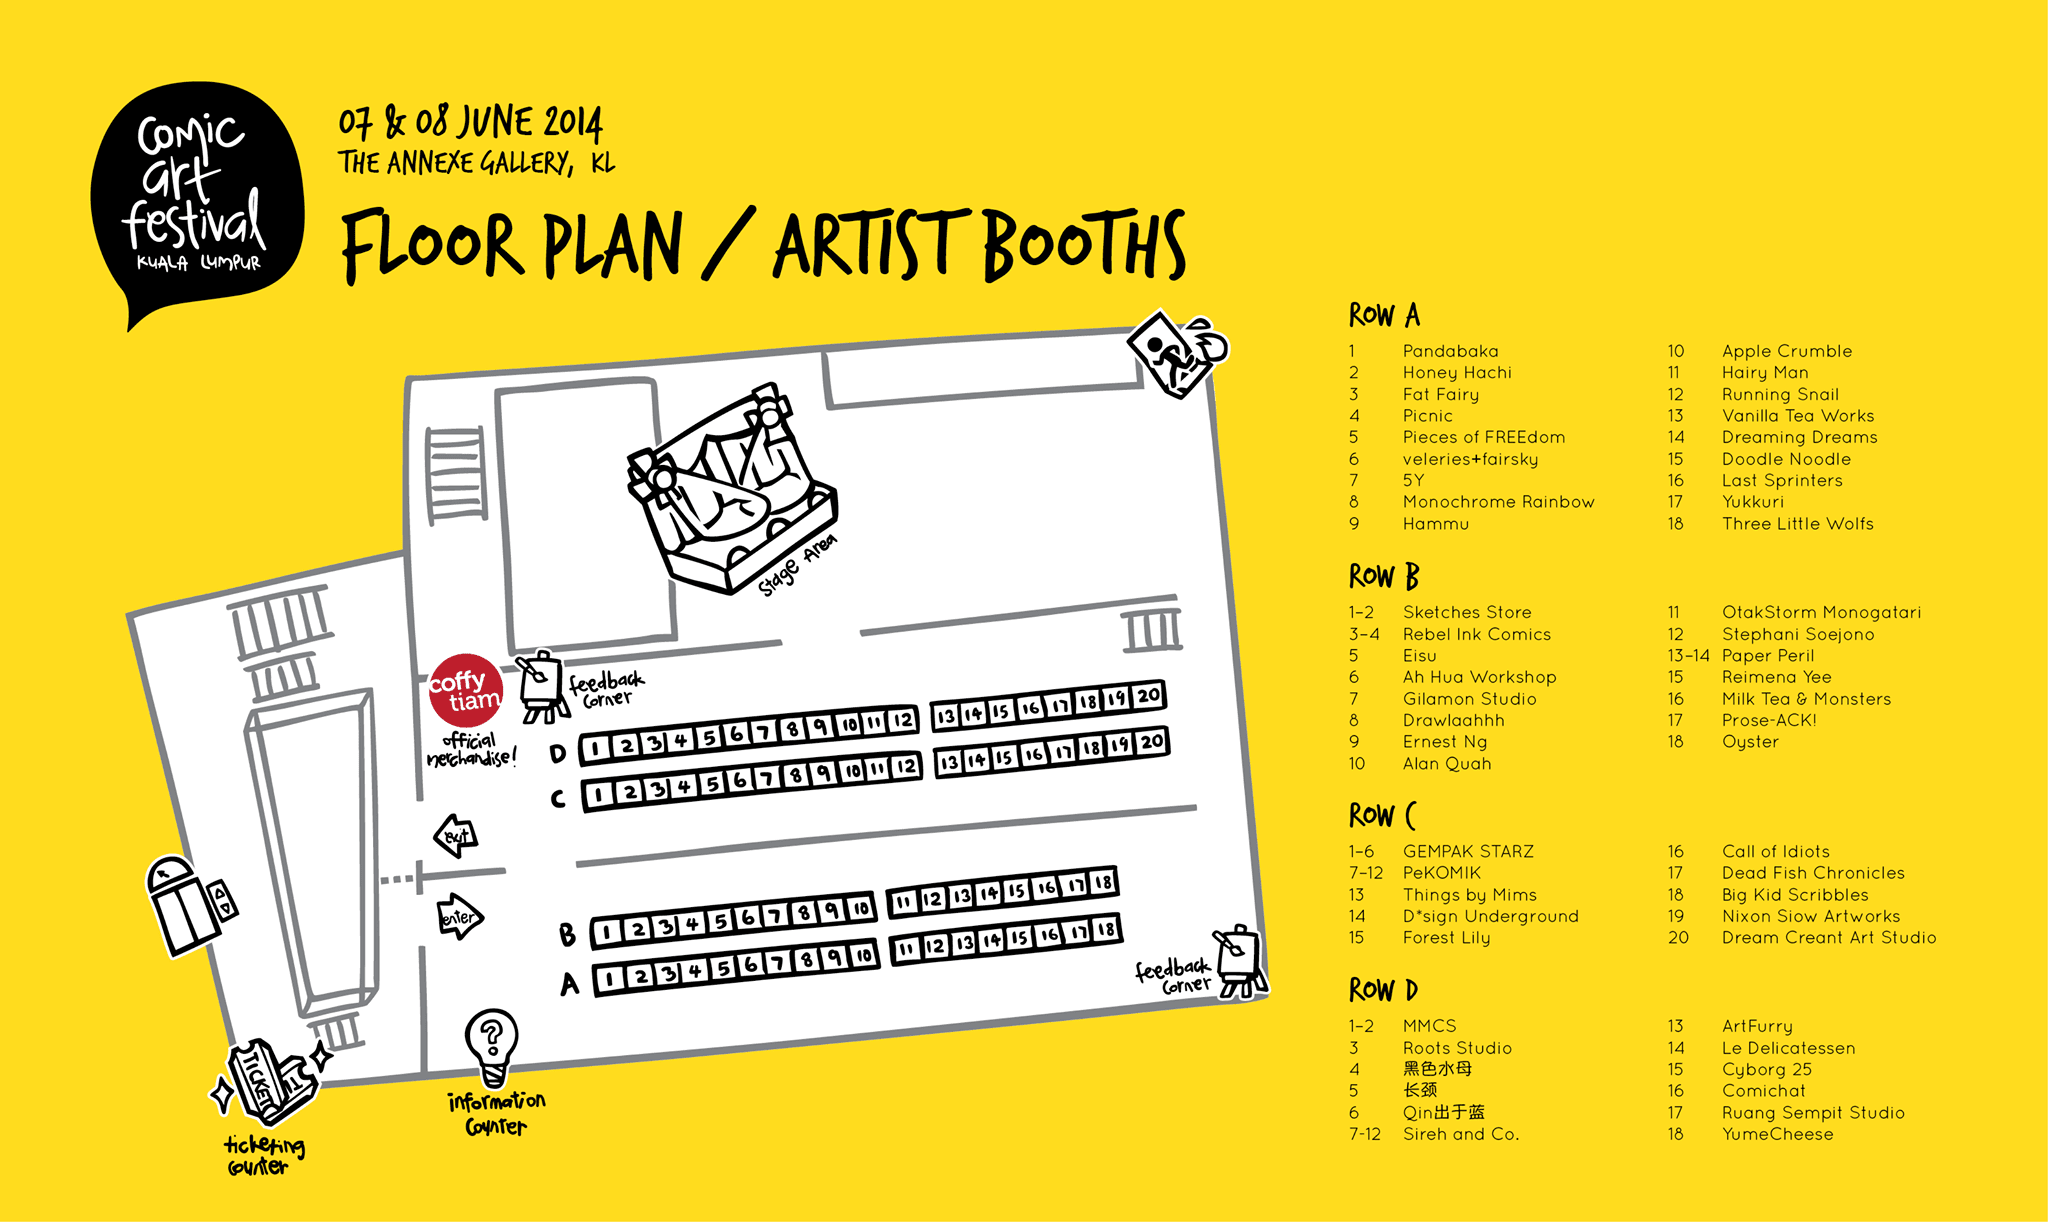 comic
art
festival
KUALA LUMPUR
07 & 08 JUNE 2014
THE ANNEXE GALLERY, KL
FLOOR PLAN / ARTIST BOOTHS
Stage Area
coffy
tiam
official
merchandise!
feedback
corner
D 1 2 3 4 5 6 7 8 9 10 11 12 13 14 15 16 17 18 19 20
C 1 2 3 4 5 6 7 8 9 10 11 12 13 14 15 16 17 18 19 20
exit
enter
B 1 2 3 4 5 6 7 8 9 10 11 12 13 14 15 16 17 18
A 1 2 3 4 5 6 7 8 9 10 11 12 13 14 15 16 17 18
feedback
corner
?
information
counter
TICKET
ticketing
counter
ROW A
1 Pandabaka
2 Honey Hachi
3 Fat Fairy
4 Picnic
5 Pieces of FREEdom
6 veleries+fairsky
7 5Y
8 Monochrome Rainbow
9 Hammu
10 Apple Crumble
11 Hairy Man
12 Running Snail
13 Vanilla Tea Works
14 Dreaming Dreams
15 Doodle Noodle
16 Last Sprinters
17 Yukkuri
18 Three Little Wolfs
ROW B
1-2 Sketches Store
3-4 Rebel Ink Comics
5 Eisu
6 Ah Hua Workshop
7 Gilamon Studio
8 Drawlaahhh
9 Ernest Ng
10 Alan Quah
11 OtakStorm Monogatari
12 Stephani Soejono
13-14 Paper Peril
15 Reimena Yee
16 Milk Tea & Monsters
17 Prose-ACK!
18 Oyster
ROW C
1-6 GEMPAK STARZ
7-12 PeKOMIK
13 Things by Mims
14 D*sign Underground
15 Forest Lily
16 Call of Idiots
17 Dead Fish Chronicles
18 Big Kid Scribbles
19 Nixon Siow Artworks
20 Dream Creant Art Studio
ROW D
1-2 MMCS
3 Roots Studio
4 黑色水母
5 长颈
6 Qin出于蓝
7-12 Sireh and Co.
13 ArtFurry
14 Le Delicatessen
15 Cyborg 25
16 Comichat
17 Ruang Sempit Studio
18 YumeCheese